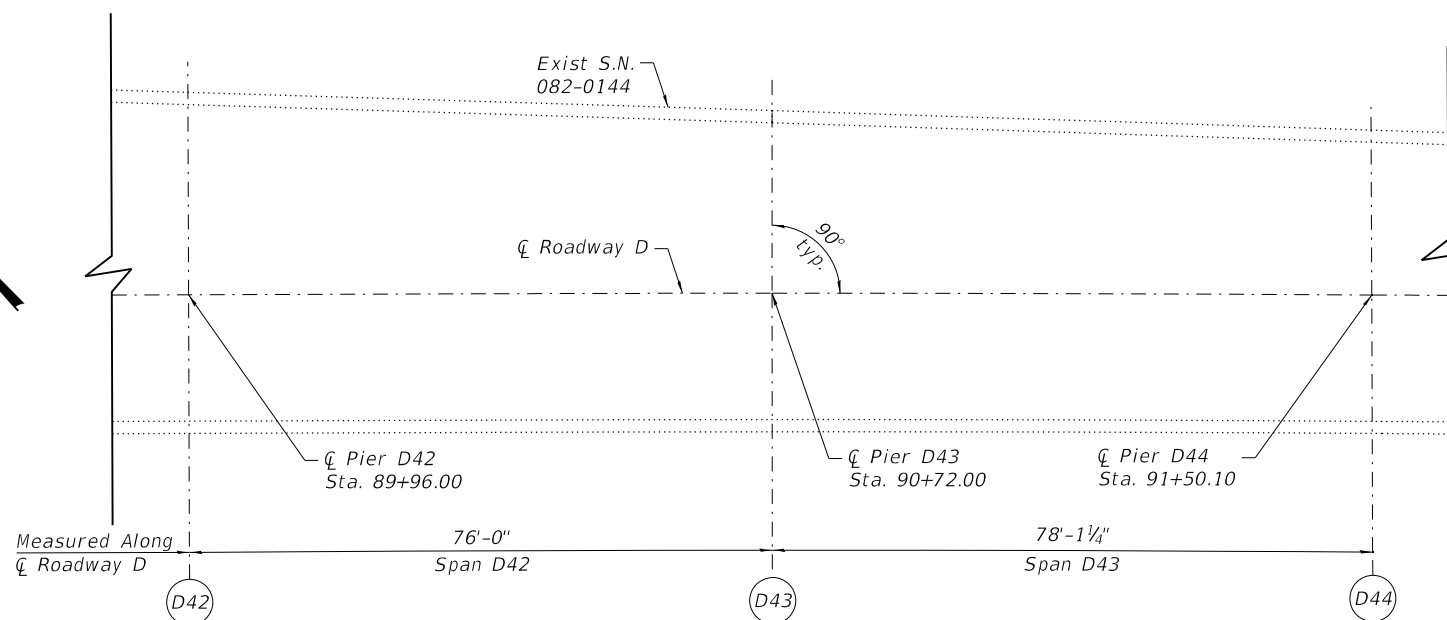 Exist S.N.
082-0144
℄ Roadway D
90°
typ.
℄ Pier D42
Sta. 89+96.00
℄ Pier D43
Sta. 90+72.00
℄ Pier D44
Sta. 91+50.10
Measured Along
℄ Roadway D
76'-0"
Span D42
78'-1¼"
Span D43
D42
D43
D44